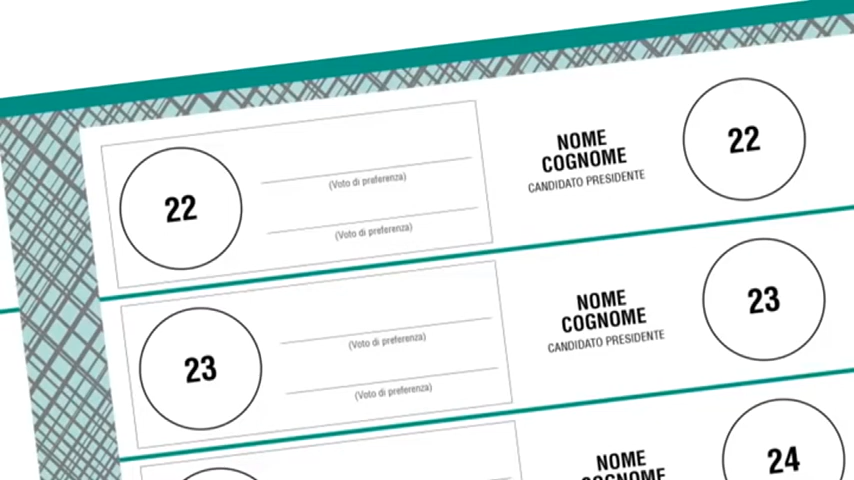 22
(Voto di preferenza)
(Voto di preferenza)
NOME
COGNOME
CANDIDATO PRESIDENTE
22
23
(Voto di preferenza)
(Voto di preferenza)
NOME
COGNOME
CANDIDATO PRESIDENTE
23
NOME
COGNOME
24